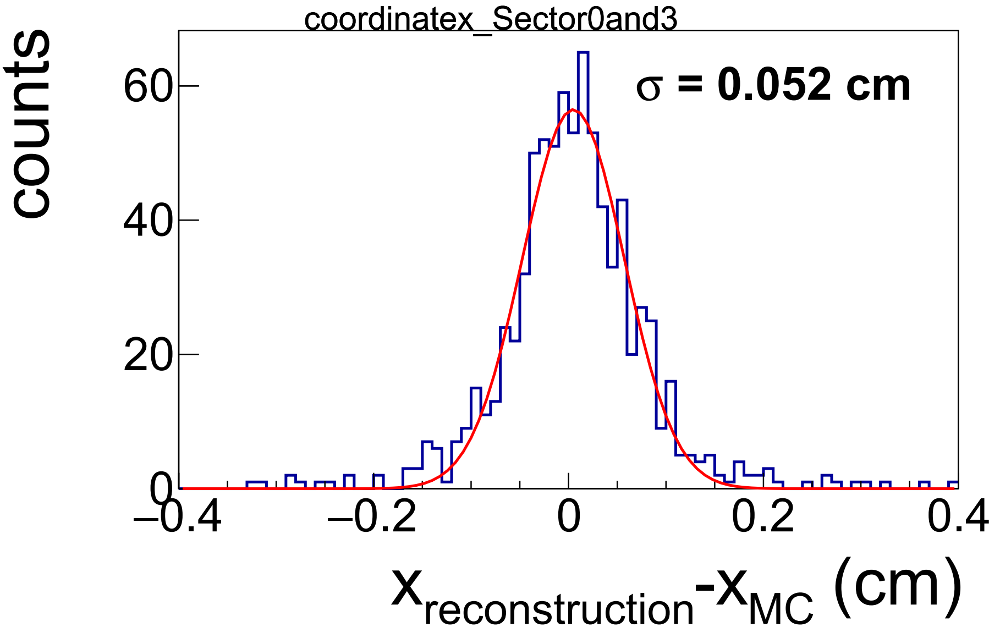 coordinatex_Sector0and3
counts
σ = 0.052 cm
60
40
20
0
–0.4 –0.2 0 0.2 0.4
xreconstruction-xMC (cm)